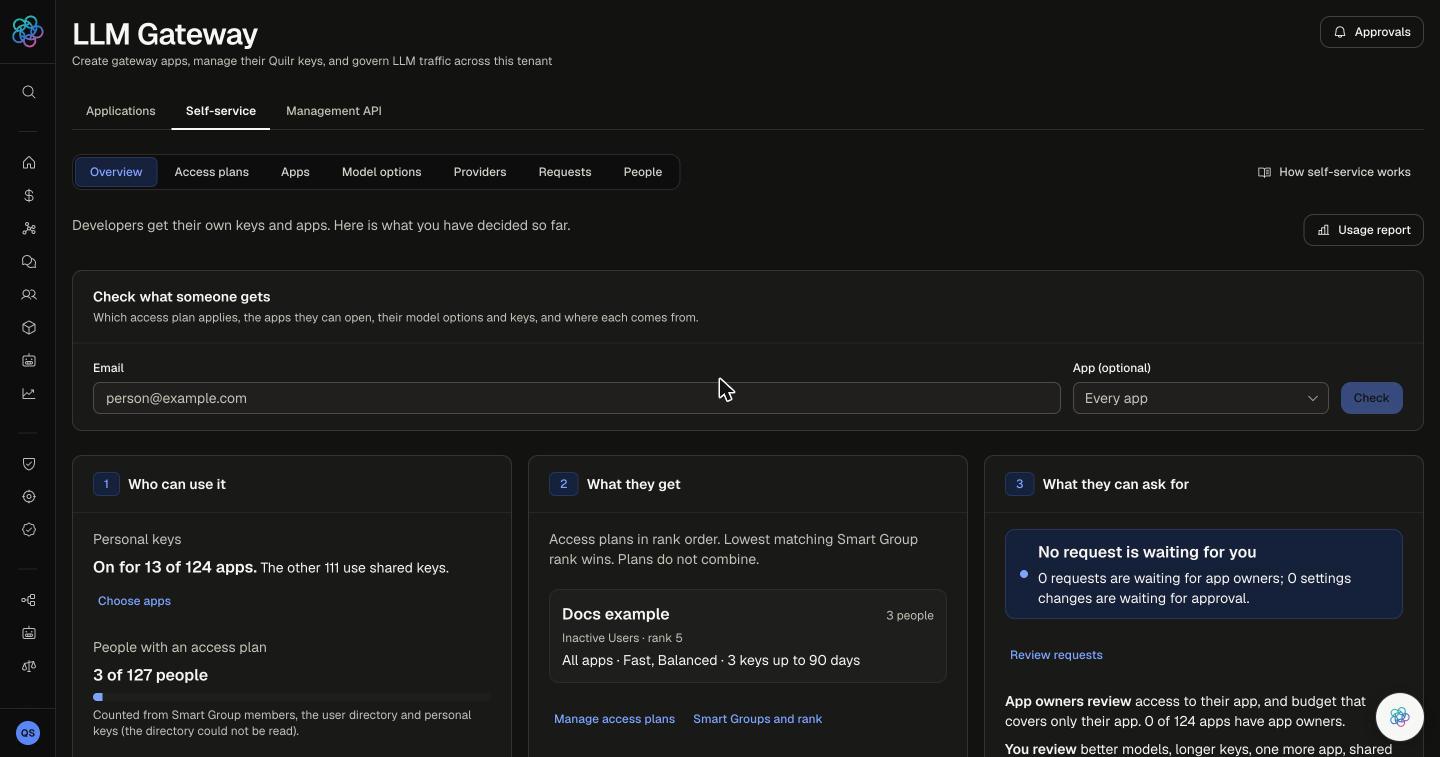 LLM Gateway
Create gateway apps, manage their Quilr keys, and govern LLM traffic across this tenant
Approvals
Applications
Self-service
Management API
Overview
Access plans
Apps
Model options
Providers
Requests
People
How self-service works
Developers get their own keys and apps. Here is what you have decided so far.
Usage report
Check what someone gets
Which access plan applies, the apps they can open, their model options and keys, and where each comes from.
Email
App (optional)
person@example.com
Every app
Check
1
Who can use it
Personal keys
On for 13 of 124 apps. The other 111 use shared keys.
Choose apps
People with an access plan
3 of 127 people
Counted from Smart Group members, the user directory and personal
keys (the directory could not be read).
2
What they get
Access plans in rank order. Lowest matching Smart Group
rank wins. Plans do not combine.
Docs example
3 people
Inactive Users · rank 5
All apps · Fast, Balanced · 3 keys up to 90 days
Manage access plans
Smart Groups and rank
3
What they can ask for
No request is waiting for you
0 requests are waiting for app owners; 0 settings
changes are waiting for approval.
Review requests
App owners review access to their app, and budget that
covers only their app. 0 of 124 apps have app owners.
You review better models, longer keys, one more app, shared
QS